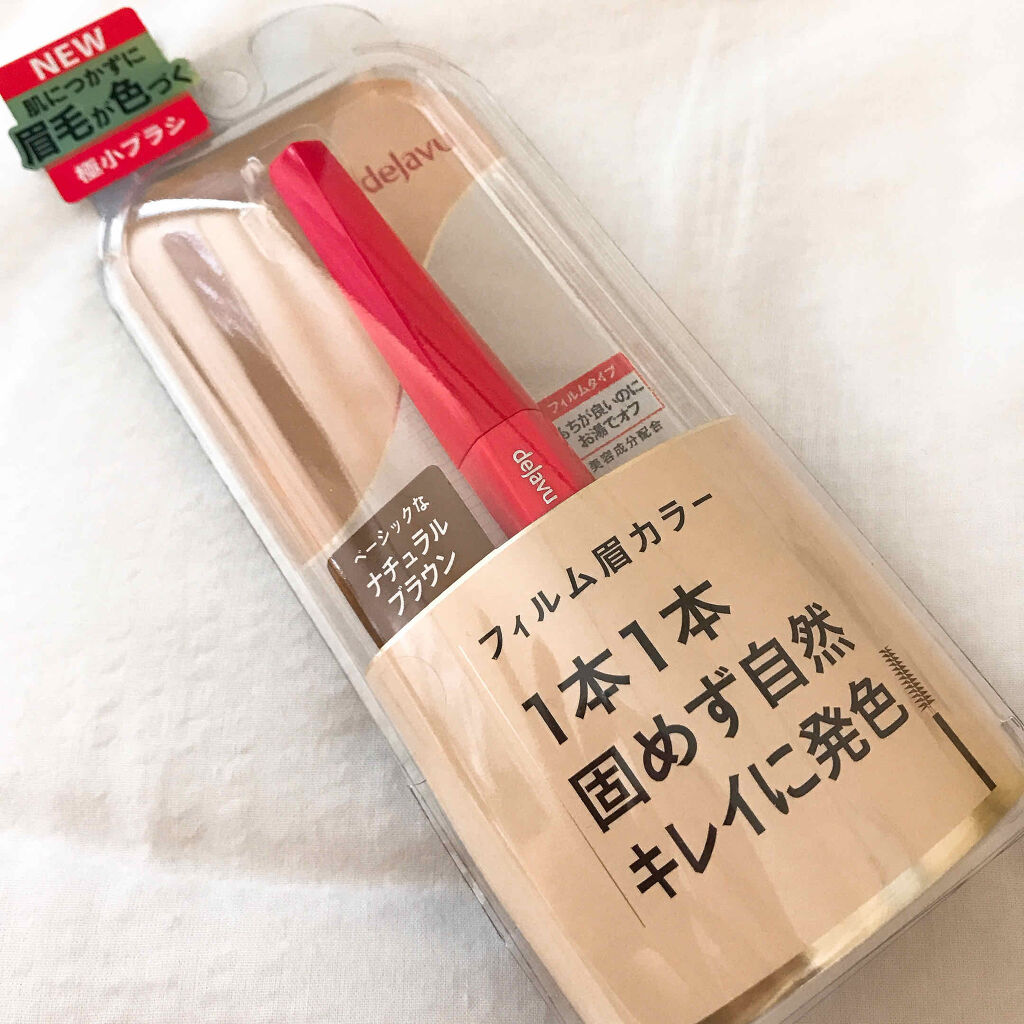 NEW
肌につかずに
眉毛が色づく
極小ブラシ
dejavu
フィルムタイプ
もちが良いのに
お湯でオフ
美容成分配合
dejavu
ベーシックな
ナチュラル
ブラウン
フィルム眉カラー
1本1本
固めず自然
キレイに発色